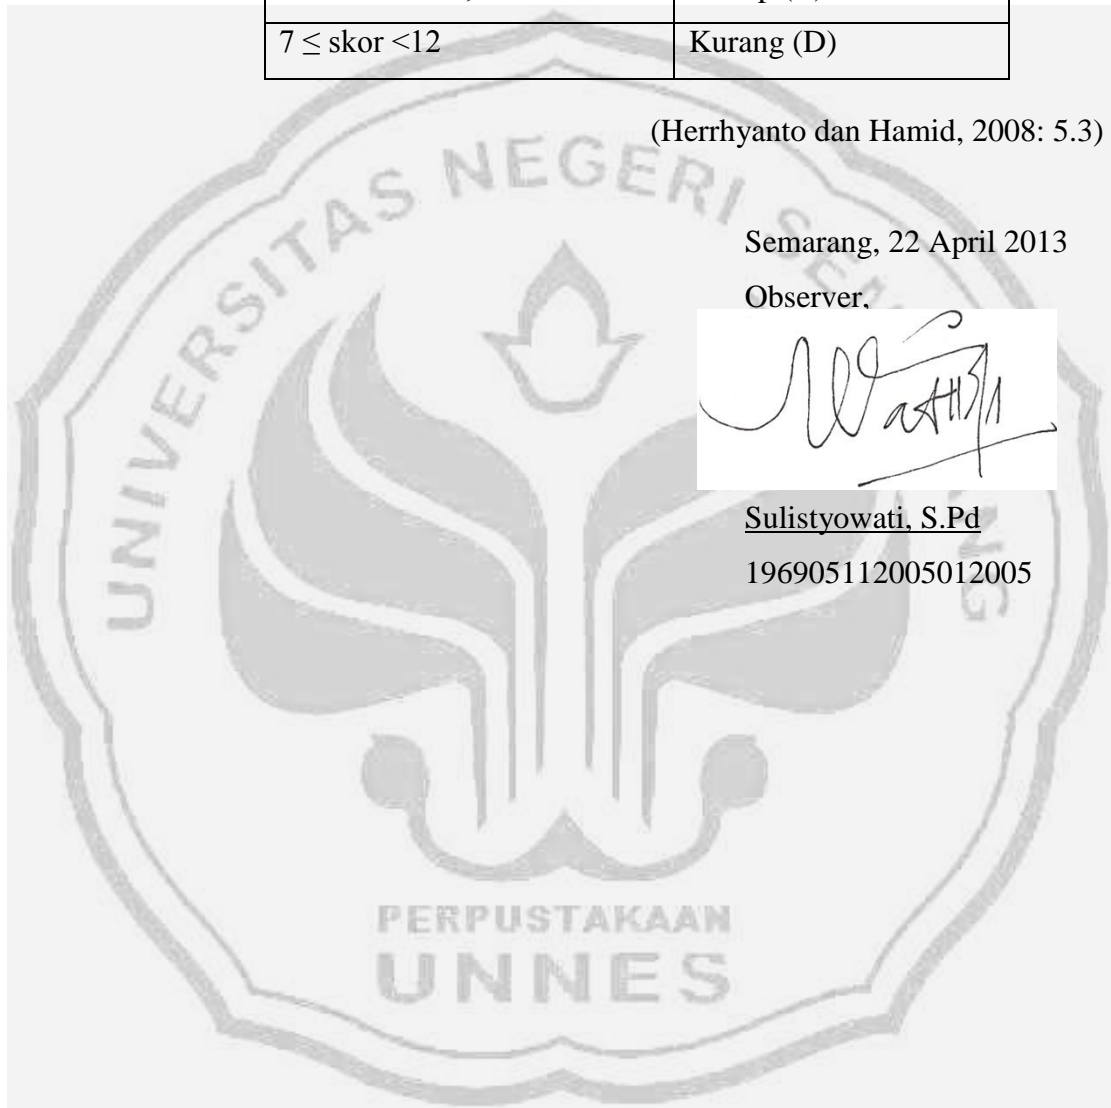 7 ≤ skor <12 Kurang (D)
(Herrhyanto dan Hamid, 2008: 5.3)
Semarang, 22 April 2013
Observer,
Sulistyowati, S.Pd
196905112005012005
UNIVERSITAS NEGERI SEMARANG
PERPUSTAKAAN
UNNES